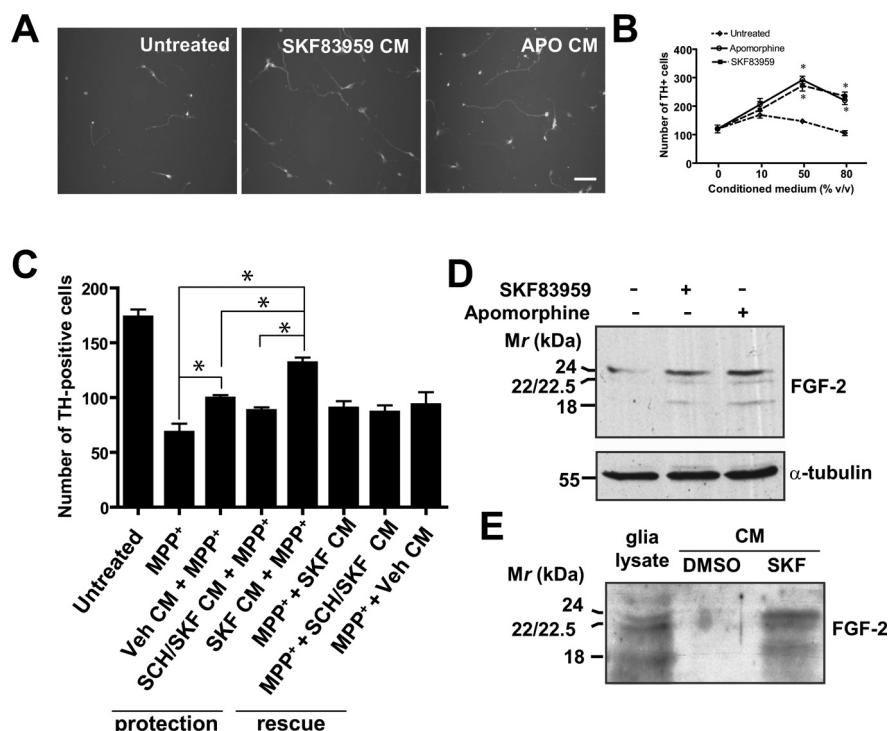 A
Untreated
SKF83959 CM
APO CM
B
Untreated
Apomorphine
SKF83959
Number of TH+ cells
400
300
200
100
0
* *
* *
0 10 50 80
Conditioned medium (% v/v)
C
Number of TH-positive cells
200
150
100
50
0
*
*
*
*
Untreated
MPP+
Veh CM + MPP+
SCH/SKF CM + MPP+
SKF CM + MPP+
MPP+ + SKF CM
MPP+ + SCH/SKF CM
MPP+ + Veh CM
protection
rescue
D
SKF83959 - + -
Apomorphine - - +
Mr (kDa)
24
22/22.5
18
FGF-2
55
α-tubulin
E
glia lysate
CM
DMSO SKF
Mr (kDa)
24
22/22.5
18
FGF-2